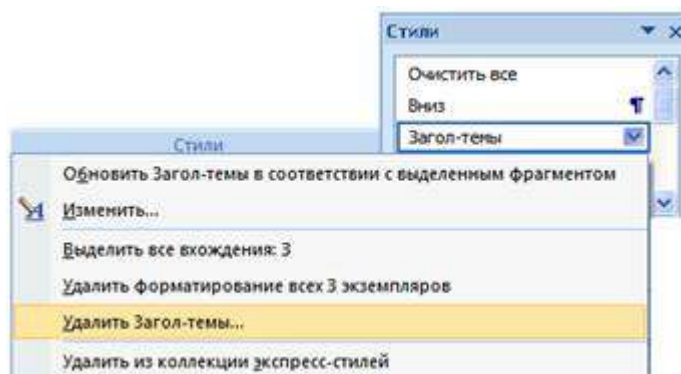 Стили
Очистить все
Вниз
Загол-темы
Стили
Обновить Загол-темы в соответствии с выделенным фрагментом
Изменить...
Выделить все вхождения: 3
Удалить форматирование всех 3 экземпляров
Удалить Загол-темы...
Удалить из коллекции экспресс-стилей